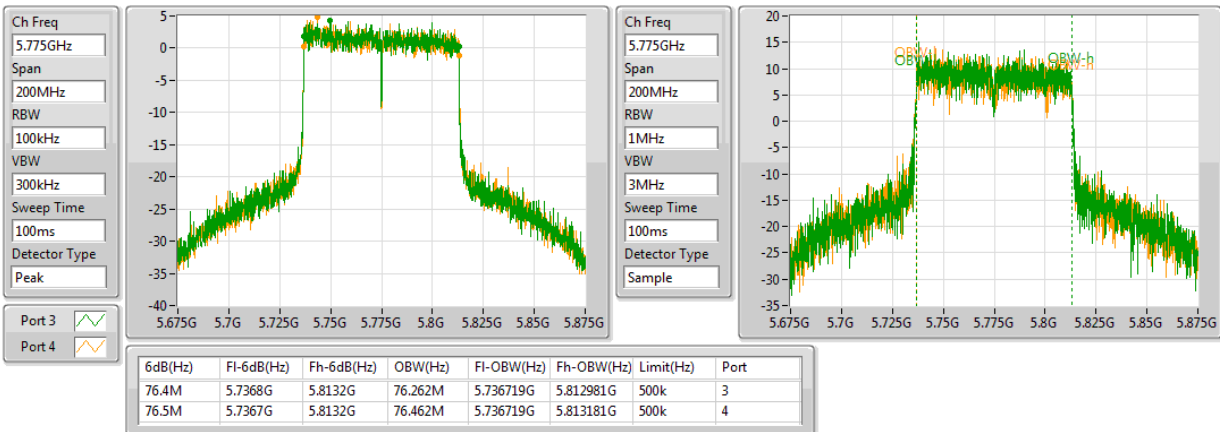 Ch Freq
5.775GHz
Span
200MHz
RBW
100kHz
VBW
300kHz
Sweep Time
100ms
Detector Type
Peak
Port 3
Port 4
5
0
-5
-10
-15
-20
-25
-30
-35
-40
5.675G 5.7G 5.725G 5.75G 5.775G 5.8G 5.825G 5.85G 5.875G
Ch Freq
5.775GHz
Span
200MHz
RBW
1MHz
VBW
3MHz
Sweep Time
100ms
Detector Type
Sample
20
15
10
5
0
-5
-10
-15
-20
-25
-30
-35
OBW-h
5.675G 5.7G 5.725G 5.75G 5.775G 5.8G 5.825G 5.85G 5.875G
6dB(Hz) Fl-6dB(Hz) Fh-6dB(Hz) OBW(Hz) Fl-OBW(Hz) Fh-OBW(Hz) Limit(Hz) Port
76.4M 5.7368G 5.8132G 76.262M 5.736719G 5.812981G 500k 3
76.5M 5.7367G 5.8132G 76.462M 5.736719G 5.813181G 500k 4